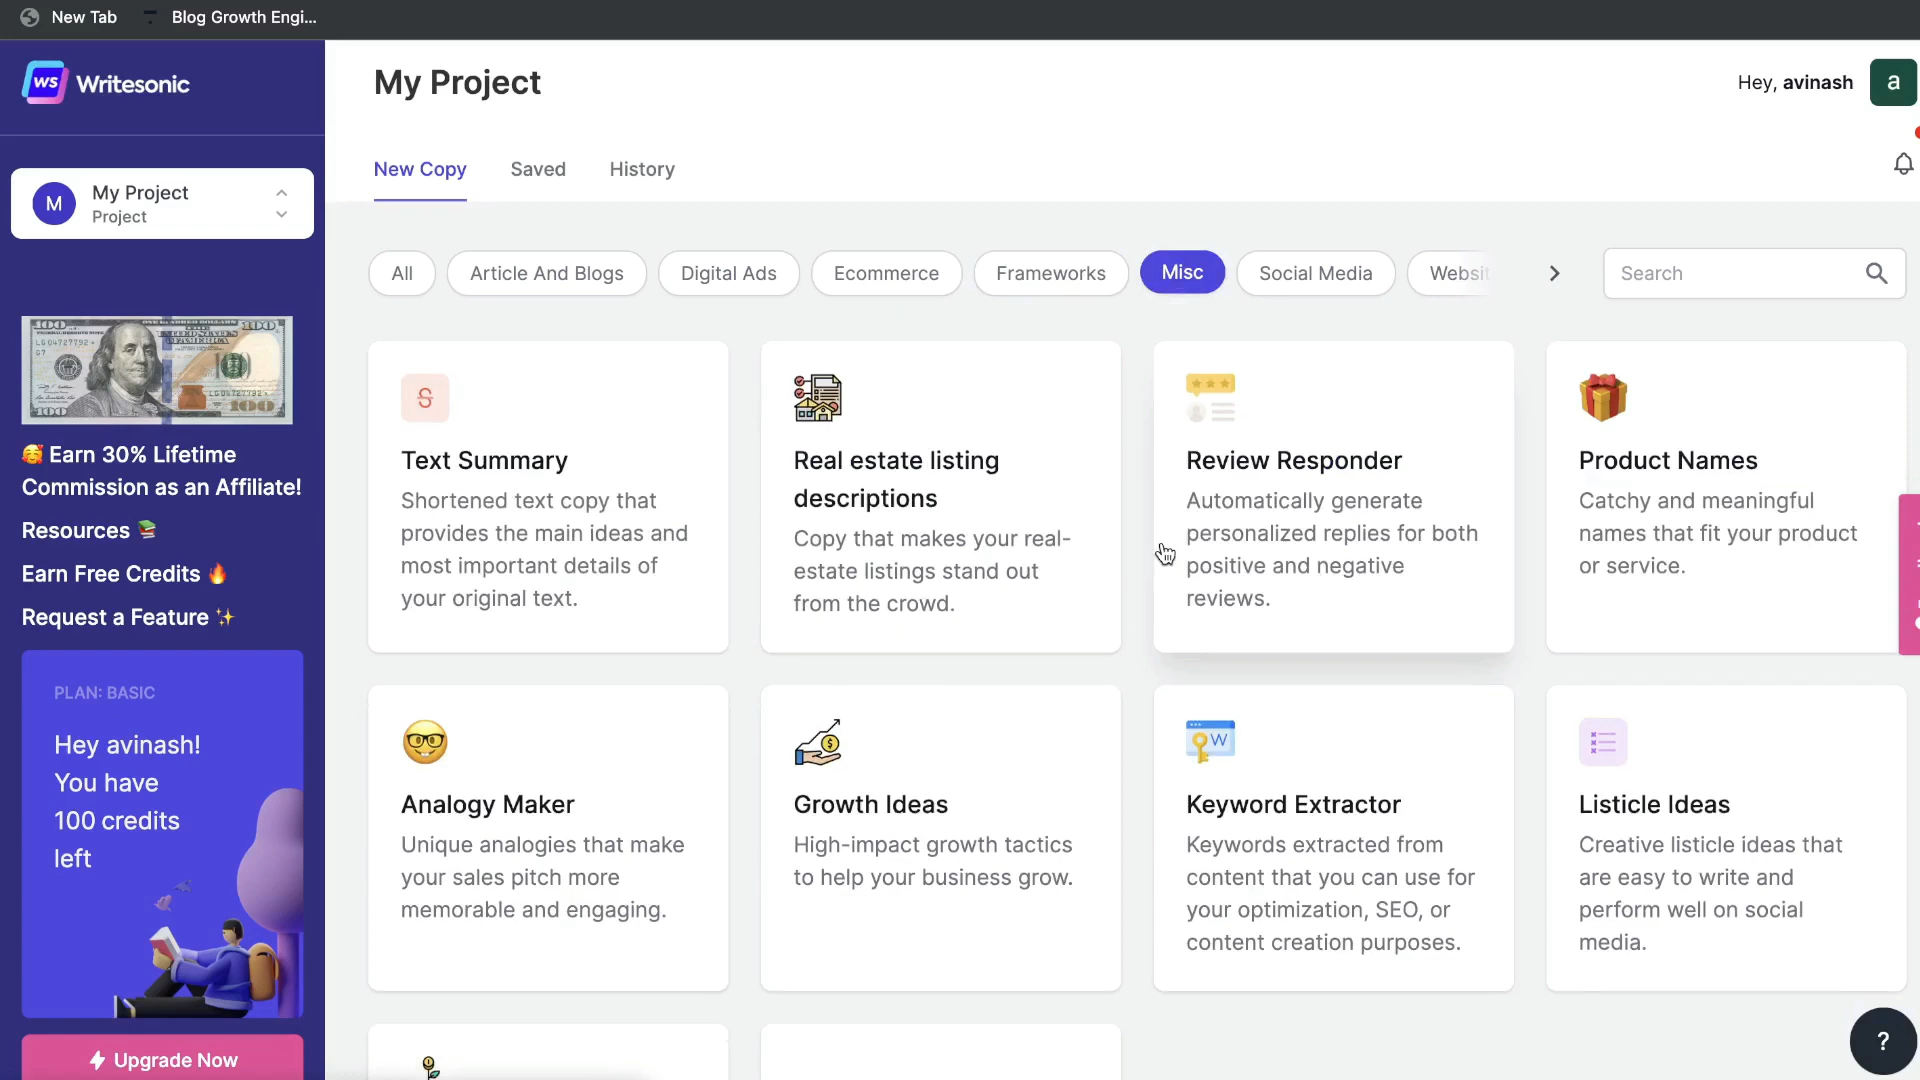 New Tab
Blog Growth Engi...
WS Writesonic
My Project
Hey, avinash
a
M
My Project
Project
New Copy
Saved
History
All
Article And Blogs
Digital Ads
Ecommerce
Frameworks
Misc
Social Media
Websit
Search
Earn 30% Lifetime
Commission as an Affiliate!
Resources
Earn Free Credits
Request a Feature
PLAN: BASIC
Hey avinash!
You have
100 credits
left
Upgrade Now
Text Summary
Shortened text copy that
provides the main ideas and
most important details of
your original text.
Real estate listing
descriptions
Copy that makes your real-
estate listings stand out
from the crowd.
Review Responder
Automatically generate
personalized replies for both
positive and negative
reviews.
Product Names
Catchy and meaningful
names that fit your product
or service.
Analogy Maker
Unique analogies that make
your sales pitch more
memorable and engaging.
Growth Ideas
High-impact growth tactics
to help your business grow.
W
Keyword Extractor
Keywords extracted from
content that you can use for
your optimization, SEO, or
content creation purposes.
Listicle Ideas
Creative listicle ideas that
are easy to write and
perform well on social
media.
?